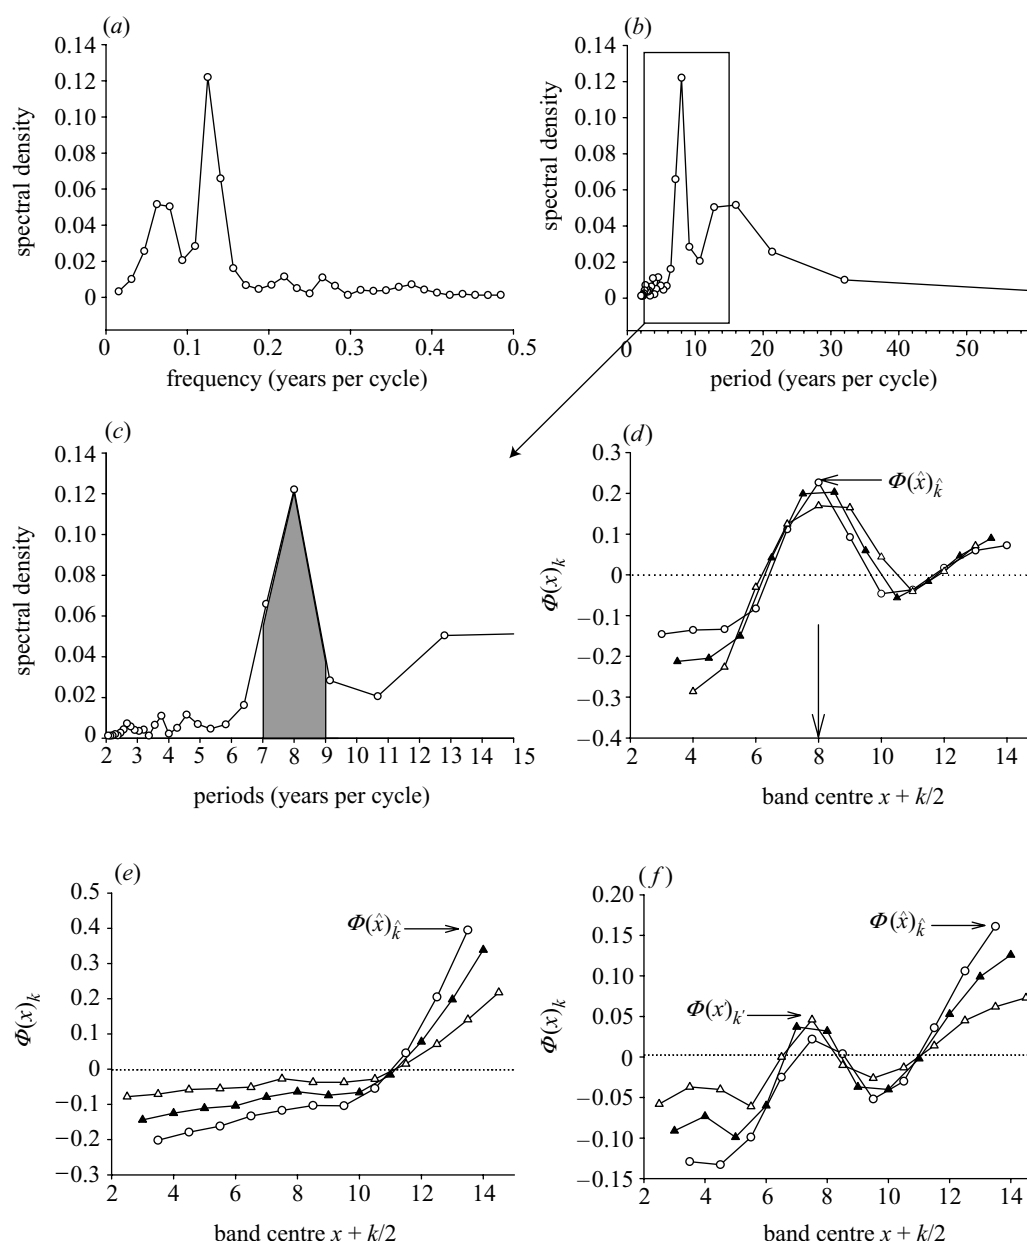 (a)
0.14
0.12
0.10
0.08
0.06
0.04
0.02
0
spectral density
0 0.1 0.2 0.3 0.4 0.5
frequency (years per cycle)
(b)
0.14
0.12
0.10
0.08
0.06
0.04
0.02
0
spectral density
0 10 20 30 40 50
period (years per cycle)
(c)
0.14
0.12
0.10
0.08
0.06
0.04
0.02
0
spectral density
2 3 4 5 6 7 8 9 10 11 12 13 14 15
periods (years per cycle)
(d)
0.3
0.2
0.1
0
−0.1
−0.2
−0.3
−0.4
Φ(x)k
Φ(x̂)k̂
2 4 6 8 10 12 14
band centre x + k/2
(e)
0.5
0.4
0.3
0.2
0.1
0
−0.1
−0.2
−0.3
Φ(x)k
Φ(x̂)k̂
2 4 6 8 10 12 14
band centre x + k/2
(f)
0.20
0.15
0.10
0.05
0
−0.05
−0.10
−0.15
Φ(x)k
Φ(x̂)k̂
Φ(x')k'
2 4 6 8 10 12 14
band centre x + k/2